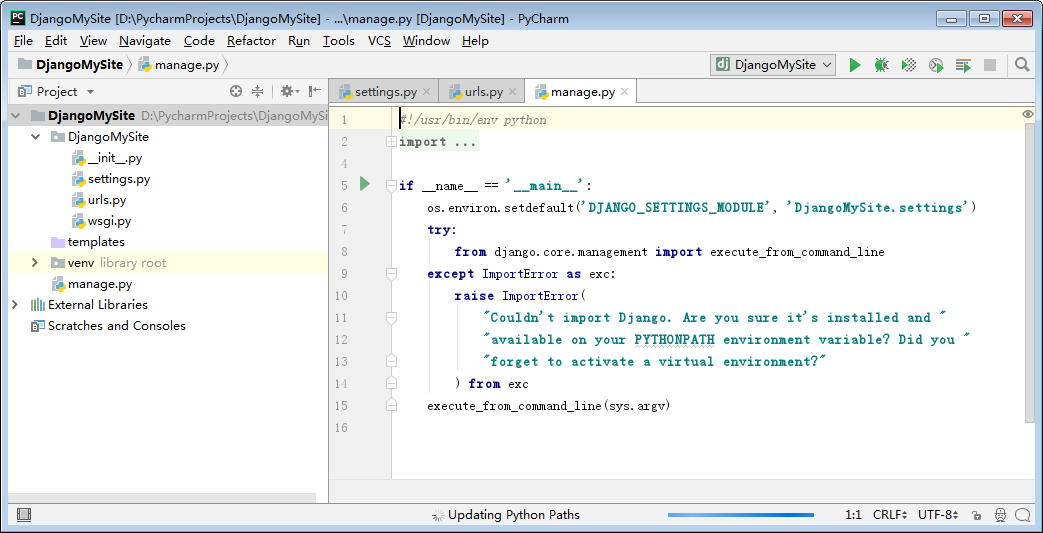 DjangoMySite [D:\PycharmProjects\DjangoMySite] - ...\manage.py [DjangoMySite] - PyCharm
File Edit View Navigate Code Refactor Run Tools VCS Window Help
DjangoMySite manage.py DjangoMySite
Project settings.py urls.py manage.py
DjangoMySite D:\PycharmProjects\DjangoMySi
DjangoMySite
__init__.py
settings.py
urls.py
wsgi.py
templates
venv library root
manage.py
External Libraries
Scratches and Consoles
1 #!/usr/bin/env python
2 import ...
4
5 if __name__ == '__main__':
6 os.environ.setdefault('DJANGO_SETTINGS_MODULE', 'DjangoMySite.settings')
7 try:
8 from django.core.management import execute_from_command_line
9 except ImportError as exc:
10 raise ImportError(
11 "Couldn't import Django. Are you sure it's installed and "
12 "available on your PYTHONPATH environment variable? Did you "
13 "forget to activate a virtual environment?"
14 ) from exc
15 execute_from_command_line(sys.argv)
16
Updating Python Paths 1:1 CRLF UTF-8